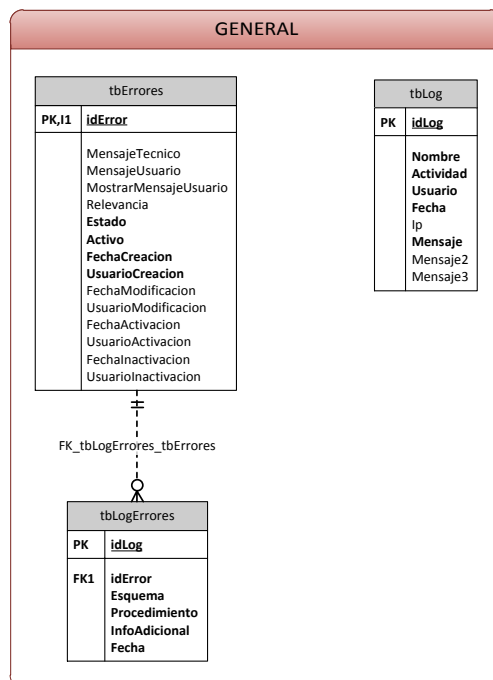 GENERAL
tbErrores
PK,I1 idError
MensajeTecnico
MensajeUsuario
MostrarMensajeUsuario
Relevancia
Estado
Activo
FechaCreacion
UsuarioCreacion
FechaModificacion
UsuarioModificacion
FechaActivacion
UsuarioActivacion
FechaInactivacion
UsuarioInactivacion
tbLog
PK idLog
Nombre
Actividad
Usuario
Fecha
Ip
Mensaje
Mensaje2
Mensaje3
FK_tbLogErrores_tbErrores
tbLogErrores
PK idLog
FK1 idError
Esquema
Procedimiento
InfoAdicional
Fecha